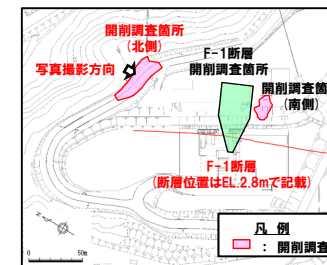 開削調査箇所
(北側)
写真撮影方向
F-1断層
開削調査箇所
開削調査箇
(南側)
F-1断層
(断層位置はEL.2.8mで記載)
凡 例
: 開削調査
0 50m